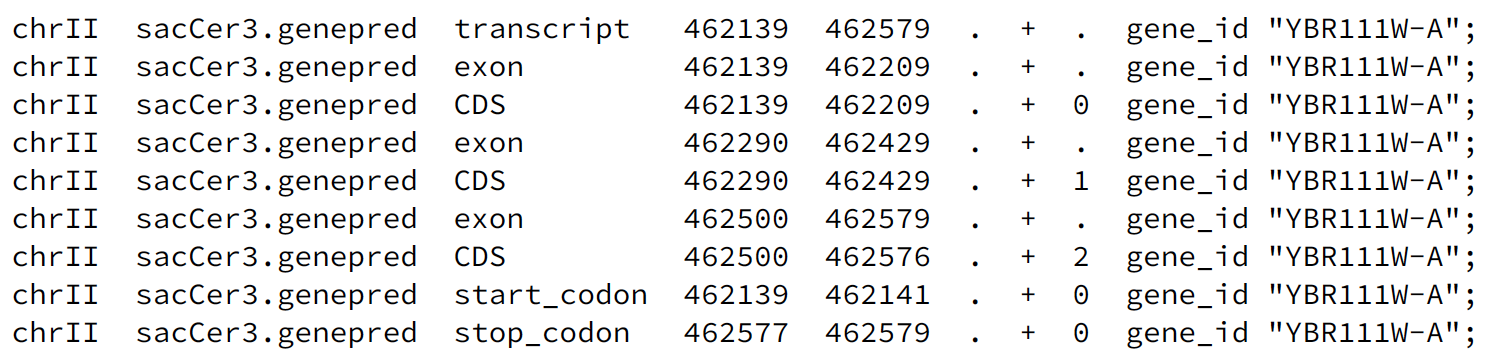 chrII sacCer3.genepred transcript 462139 462579 . + . gene_id "YBR111W-A";
chrII sacCer3.genepred exon 462139 462209 . + . gene_id "YBR111W-A";
chrII sacCer3.genepred CDS 462139 462209 . + 0 gene_id "YBR111W-A";
chrII sacCer3.genepred exon 462290 462429 . + . gene_id "YBR111W-A";
chrII sacCer3.genepred CDS 462290 462429 . + 1 gene_id "YBR111W-A";
chrII sacCer3.genepred exon 462500 462579 . + . gene_id "YBR111W-A";
chrII sacCer3.genepred CDS 462500 462576 . + 2 gene_id "YBR111W-A";
chrII sacCer3.genepred start_codon 462139 462141 . + 0 gene_id "YBR111W-A";
chrII sacCer3.genepred stop_codon 462577 462579 . + 0 gene_id "YBR111W-A";